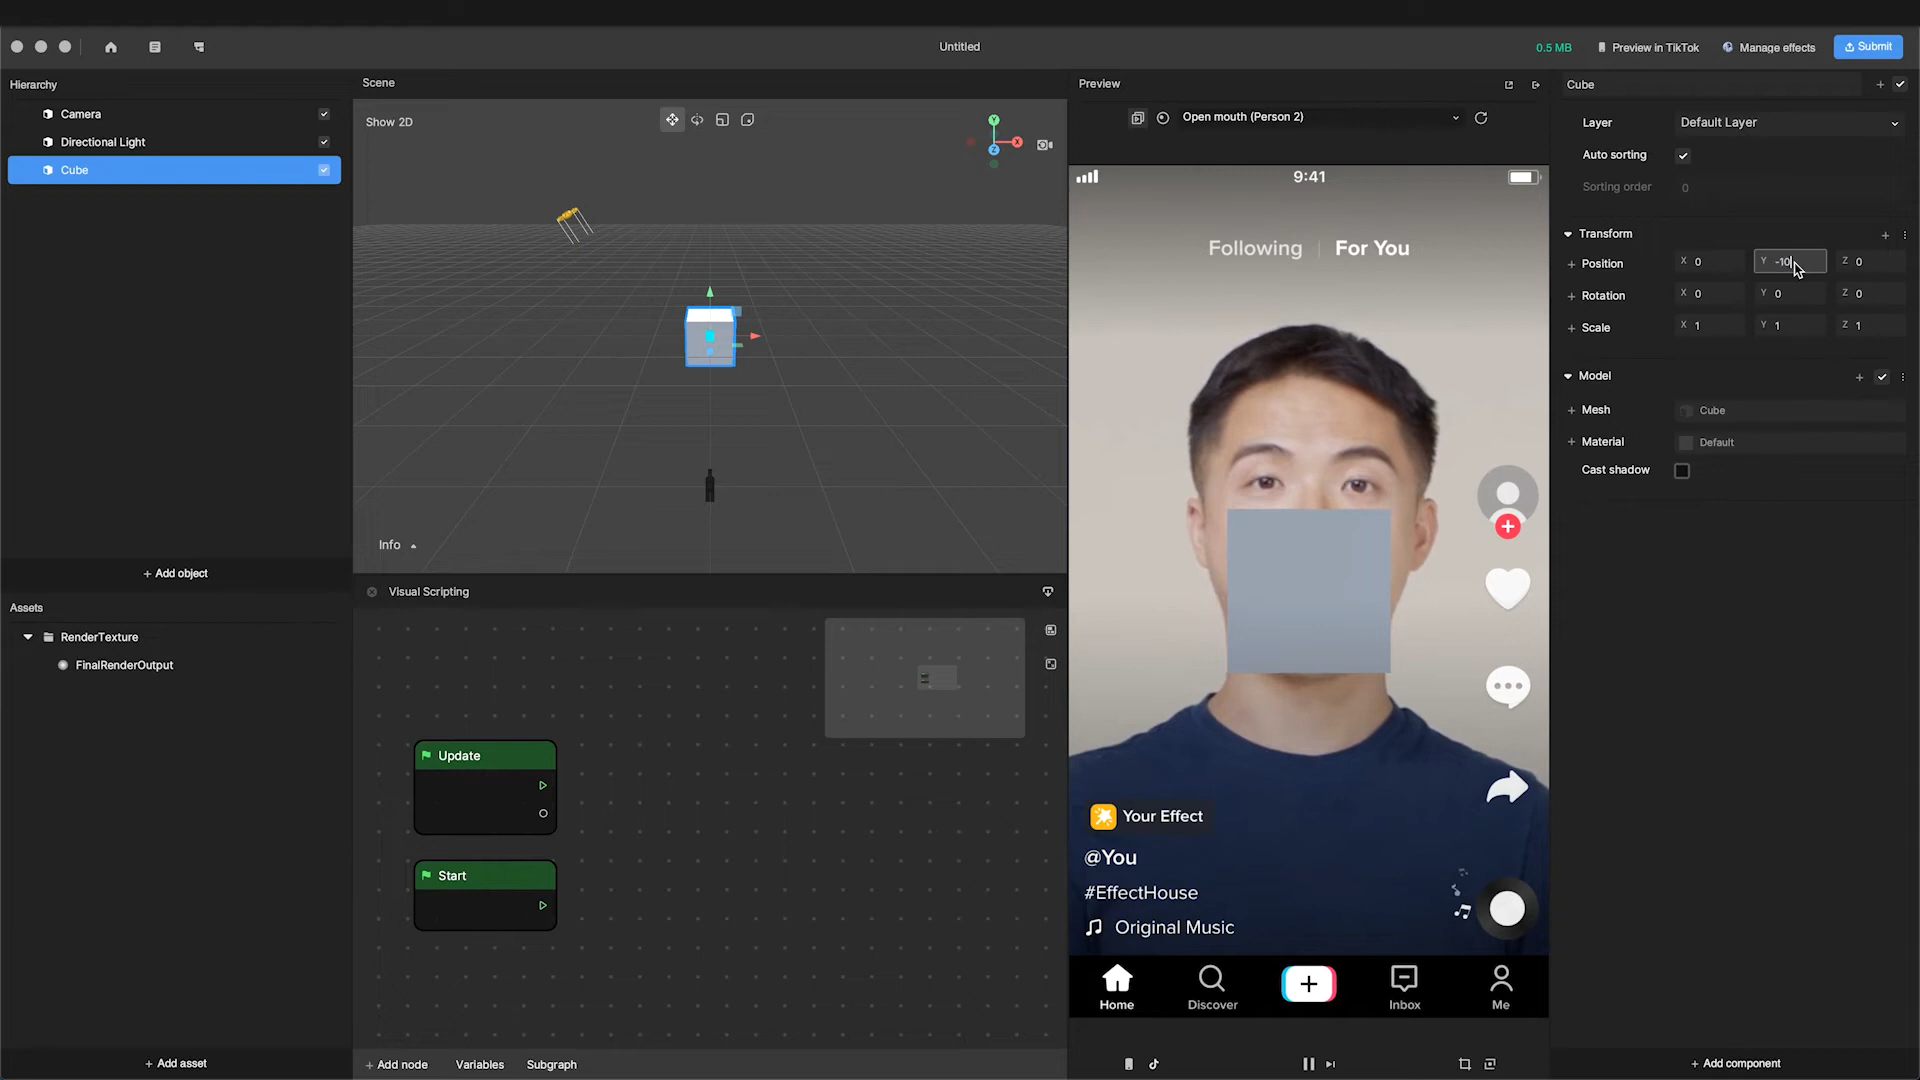 Untitled
0.5 MB
Preview in TikTok
Manage effects
Submit
Hierarchy
Camera
Directional Light
Cube
+ Add object
Assets
RenderTexture
FinalRenderOutput
+ Add asset
Scene
Show 2D
Y
X
Z
Info
Visual Scripting
Update
Start
+ Add node
Variables
Subgraph
Preview
Open mouth (Person 2)
9:41
Following | For You
Your Effect
@You
#EffectHouse
Original Music
Home
Discover
Inbox
Me
Cube
Layer
Default Layer
Auto sorting
Sorting order
0
Transform
+ Position X 0 Y -10 Z 0
+ Rotation X 0 Y 0 Z 0
+ Scale X 1 Y 1 Z 1
Model
+ Mesh Cube
+ Material Default
Cast shadow
+ Add component